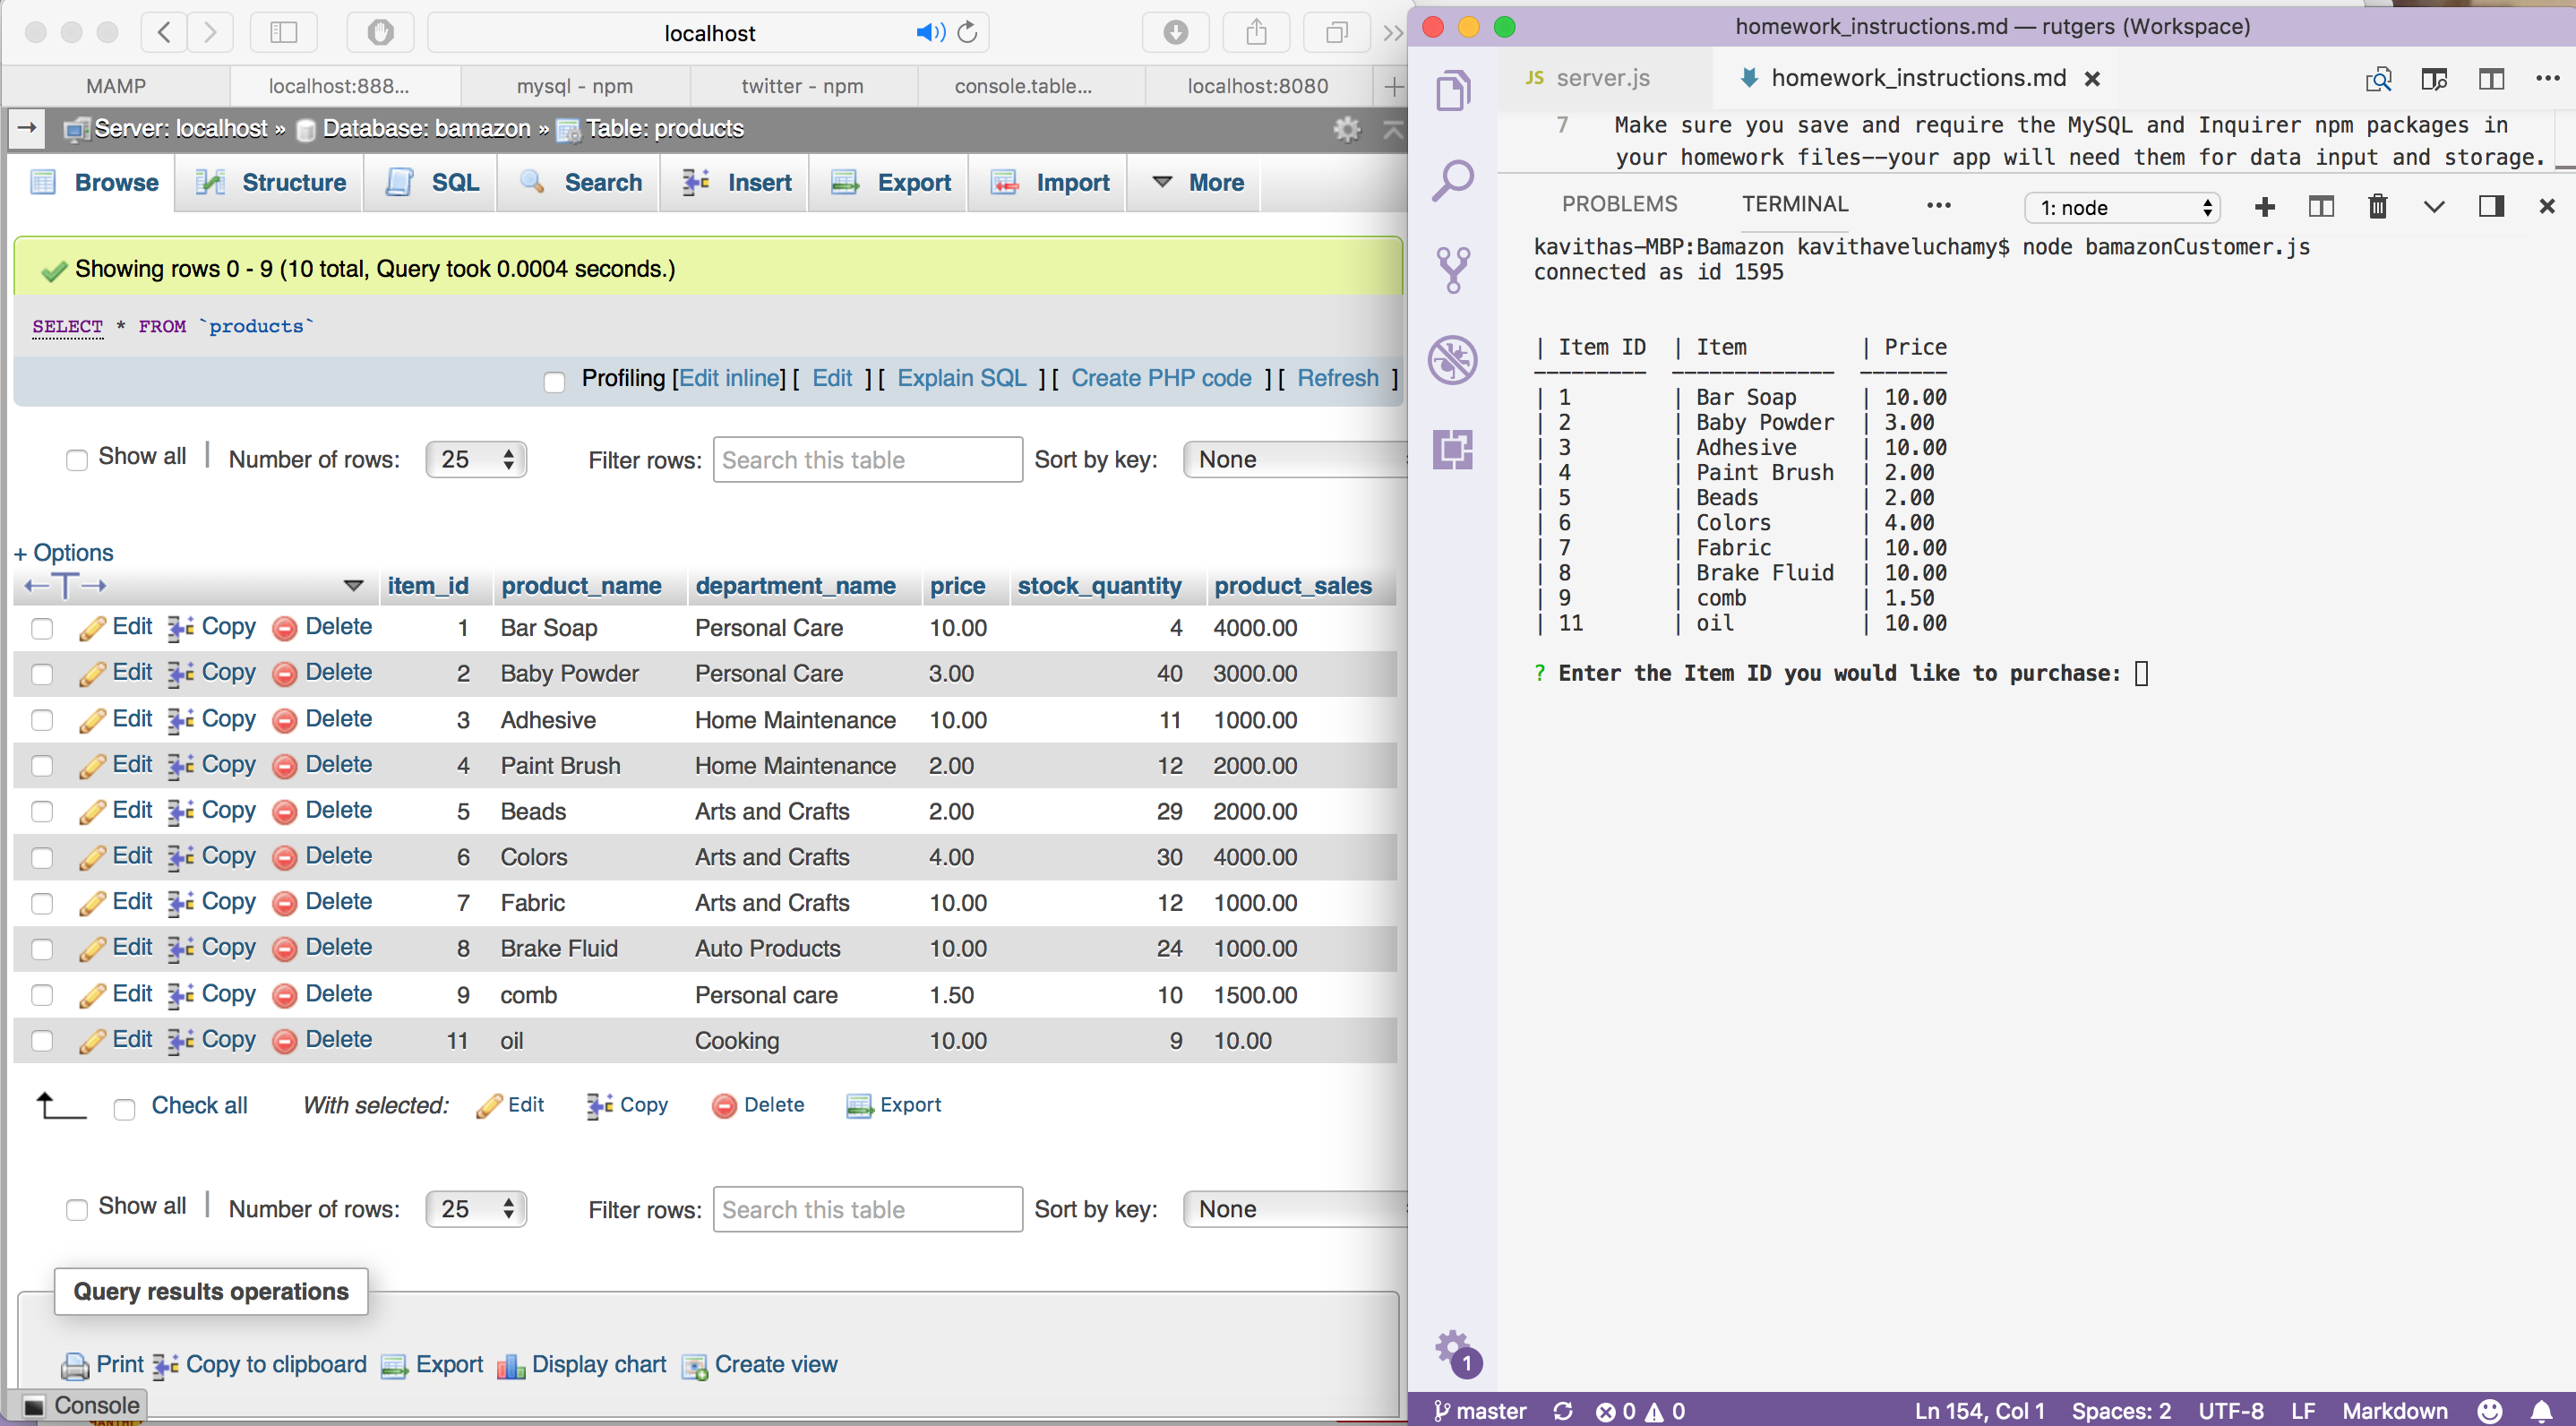 localhost
MAMP
localhost:888...
mysql - npm
twitter - npm
console.table...
localhost:8080
Server: localhost » Database: bamazon » Table: products
Browse Structure SQL Search Insert Export Import More
Showing rows 0 - 9 (10 total, Query took 0.0004 seconds.)
SELECT * FROM `products`
Profiling [Edit inline] [ Edit ] [ Explain SQL ] [ Create PHP code ] [ Refresh ]
Show all | Number of rows: 25 Filter rows: Search this table Sort by key: None
+ Options
←T→ item_id product_name department_name price stock_quantity product_sales
Edit Copy Delete 1 Bar Soap Personal Care 10.00 4 4000.00
Edit Copy Delete 2 Baby Powder Personal Care 3.00 40 3000.00
Edit Copy Delete 3 Adhesive Home Maintenance 10.00 11 1000.00
Edit Copy Delete 4 Paint Brush Home Maintenance 2.00 12 2000.00
Edit Copy Delete 5 Beads Arts and Crafts 2.00 29 2000.00
Edit Copy Delete 6 Colors Arts and Crafts 4.00 30 4000.00
Edit Copy Delete 7 Fabric Arts and Crafts 10.00 12 1000.00
Edit Copy Delete 8 Brake Fluid Auto Products 10.00 24 1000.00
Edit Copy Delete 9 comb Personal care 1.50 10 1500.00
Edit Copy Delete 11 oil Cooking 10.00 9 10.00
Check all With selected: Edit Copy Delete Export
Show all | Number of rows: 25 Filter rows: Search this table Sort by key: None
Query results operations
Print Copy to clipboard Export Display chart Create view
Console
homework_instructions.md — rutgers (Workspace)
JS server.js
homework_instructions.md ×
7 Make sure you save and require the MySQL and Inquirer npm packages in
your homework files--your app will need them for data input and storage.
PROBLEMS TERMINAL ••• 1: node
kavithas-MBP:Bamazon kavithaveluchamy$ node bamazonCustomer.js
connected as id 1595
| Item ID | Item | Price
--------- ------------- -------
| 1 | Bar Soap | 10.00
| 2 | Baby Powder | 3.00
| 3 | Adhesive | 10.00
| 4 | Paint Brush | 2.00
| 5 | Beads | 2.00
| 6 | Colors | 4.00
| 7 | Fabric | 10.00
| 8 | Brake Fluid | 10.00
| 9 | comb | 1.50
| 11 | oil | 10.00
? Enter the Item ID you would like to purchase:
1
master 0 0 Ln 154, Col 1 Spaces: 2 UTF-8 LF Markdown